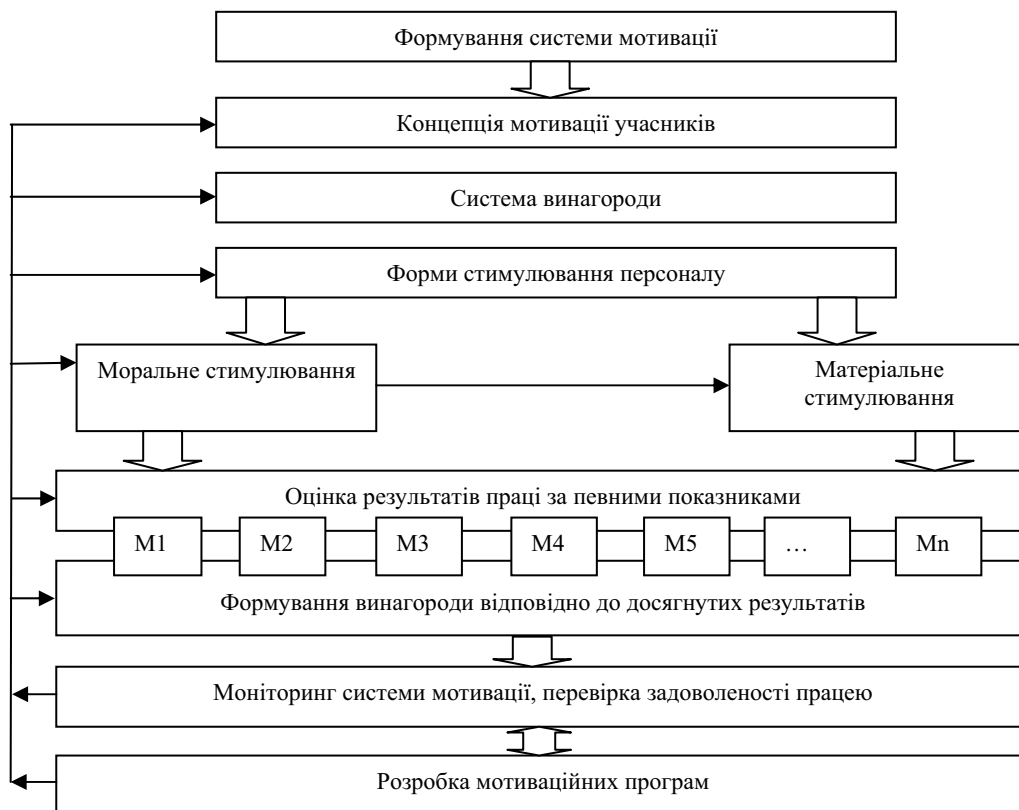 Формування системи мотивації
Концепція мотивації учасників
Система винагороди
Форми стимулювання персоналу
Моральне стимулювання
Матеріальне
стимулювання
Оцінка результатів праці за певними показниками
М1 М2 М3 М4 М5 … Мn
Формування винагороди відповідно до досягнутих результатів
Моніторинг системи мотивації, перевірка задоволеності працею
Розробка мотиваційних програм